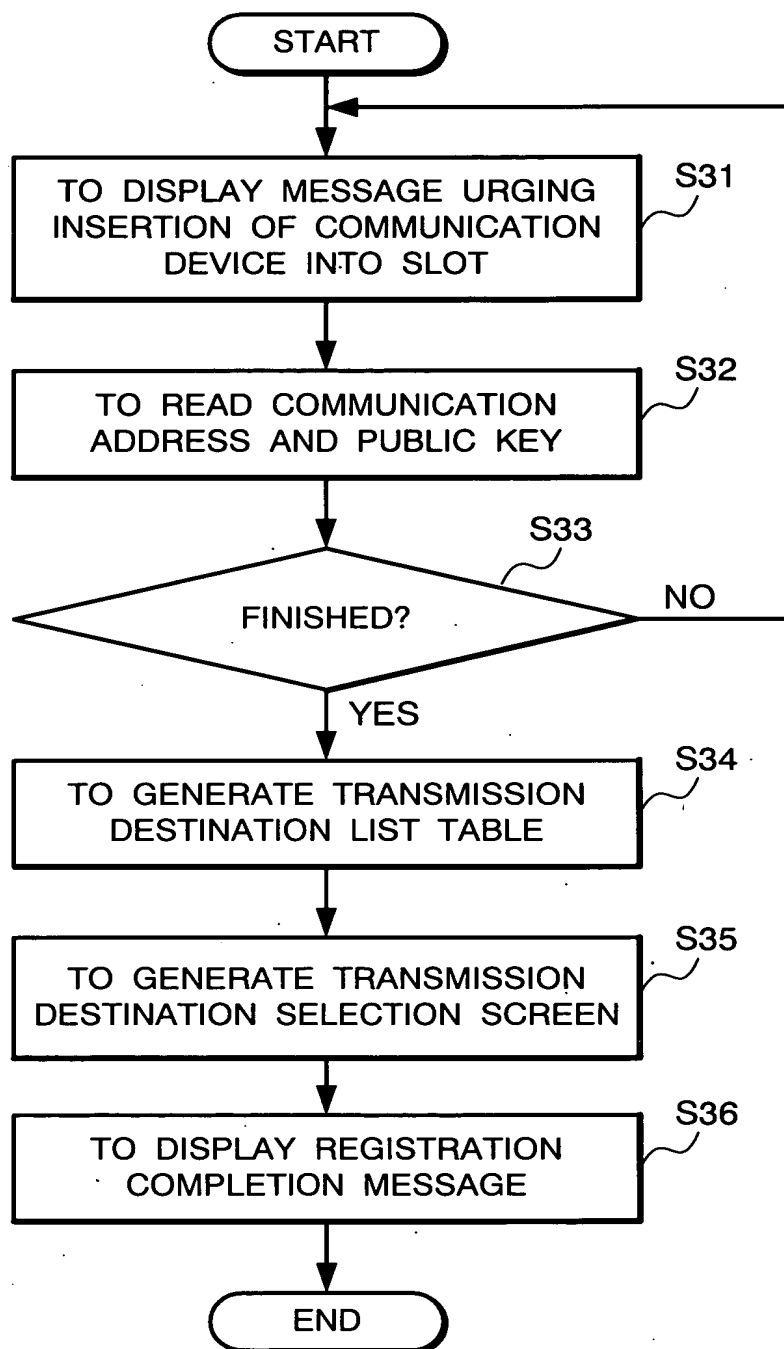 START
TO DISPLAY MESSAGE URGING
INSERTION OF COMMUNICATION
DEVICE INTO SLOT
S31
TO READ COMMUNICATION
ADDRESS AND PUBLIC KEY
S32
FINISHED?
S33
NO
YES
TO GENERATE TRANSMISSION
DESTINATION LIST TABLE
S34
TO GENERATE TRANSMISSION
DESTINATION SELECTION SCREEN
S35
TO DISPLAY REGISTRATION
COMPLETION MESSAGE
S36
END